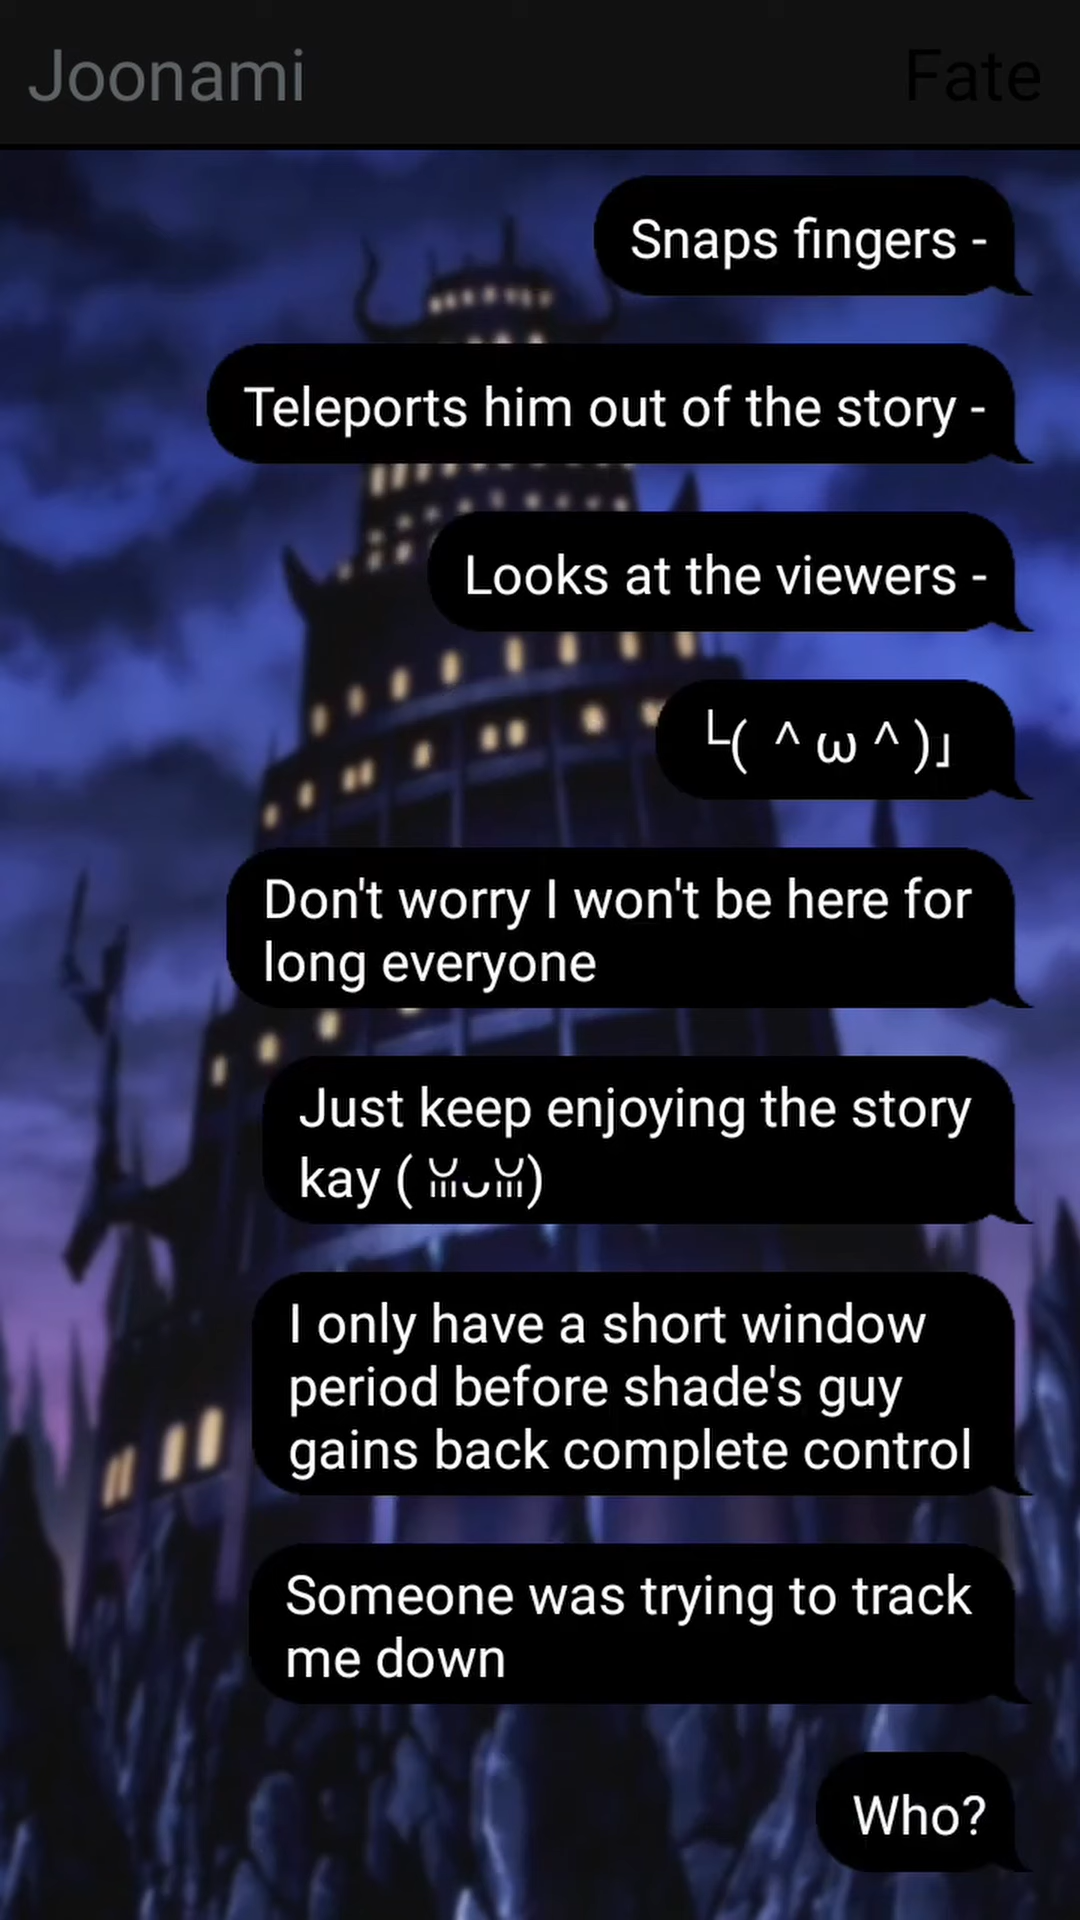 Joonami
Fate
Snaps fingers -
Teleports him out of the story -
Looks at the viewers -
└( ^ ω ^ )」
Don't worry I won't be here for
long everyone
Just keep enjoying the story
kay ( ꈍᴗꈍ)
I only have a short window
period before shade's guy
gains back complete control
Someone was trying to track
me down
Who?